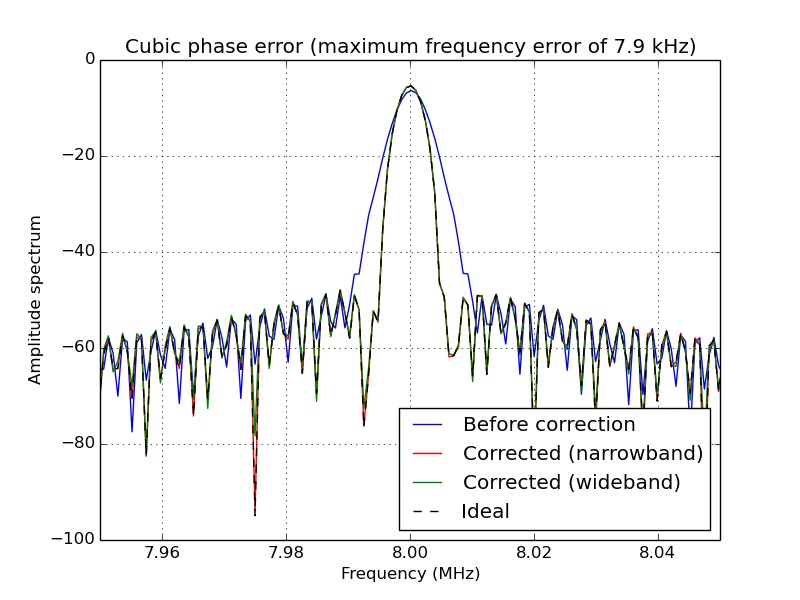 Cubic phase error (maximum frequency error of 7.9 kHz)
0
−20
−40
−60
−80
−100
Amplitude spectrum
Before correction
Corrected (narrowband)
Corrected (wideband)
Ideal
7.96 7.98 8.00 8.02 8.04
Frequency (MHz)